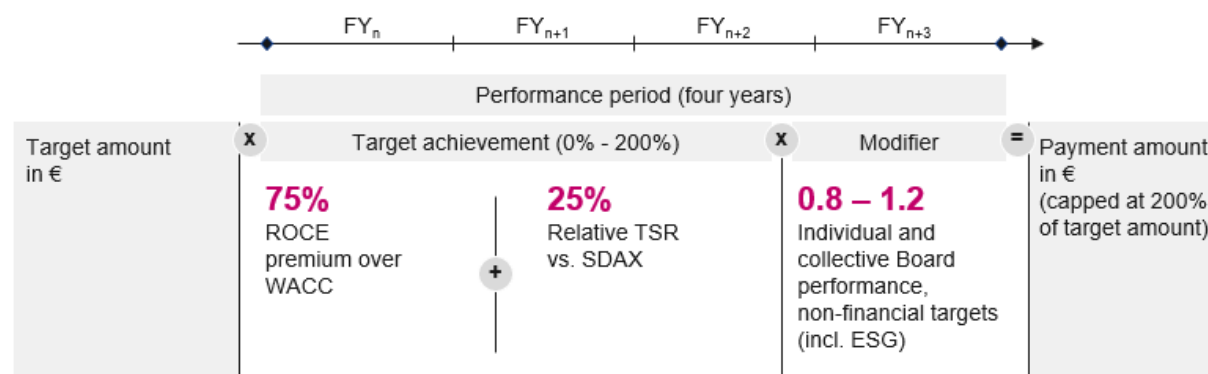 FYn FYn+1 FYn+2 FYn+3
Performance period (four years)
Target amount
in €
x
Target achievement (0% - 200%)
x
Modifier
=
Payment amount
in €
(capped at 200%
of target amount)
75%
ROCE
premium over
WACC
+
25%
Relative TSR
vs. SDAX
0.8 – 1.2
Individual and
collective Board
performance,
non-financial targets
(incl. ESG)